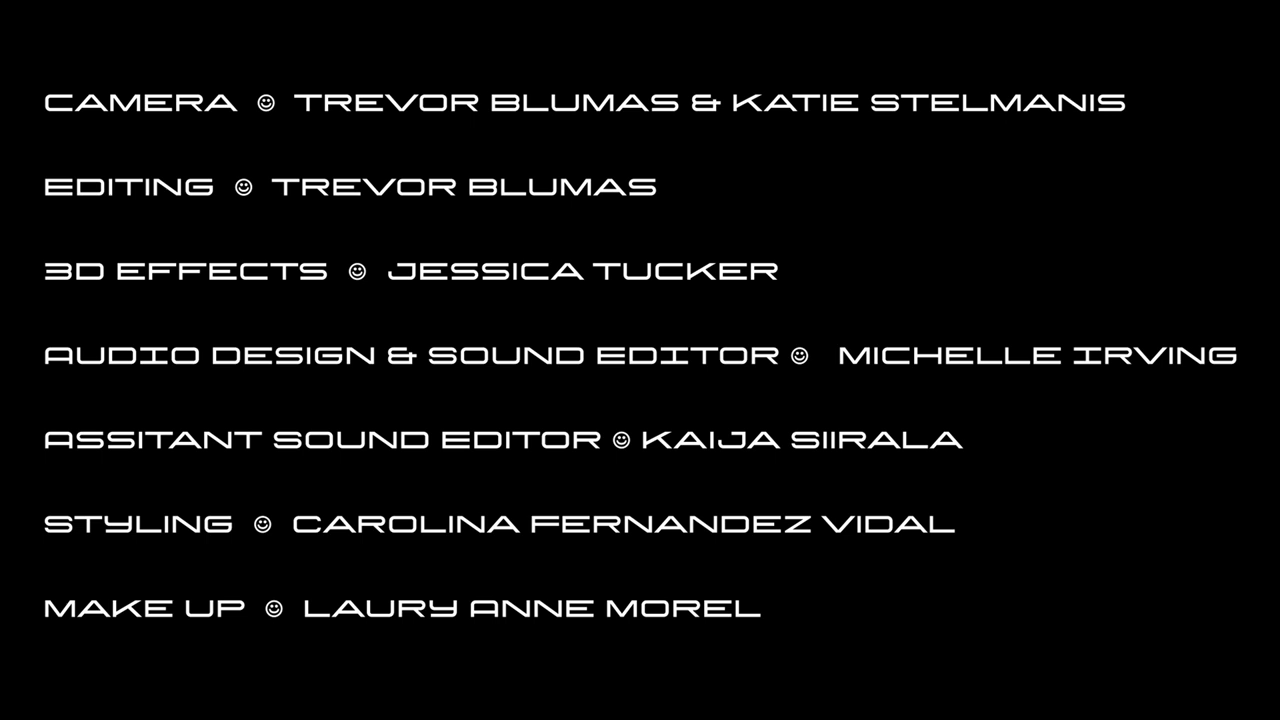 CAMERA ☺ TREVOR BLUMAS & KATIE STELMANIS
EDITING ☺ TREVOR BLUMAS
3D EFFECTS ☺ JESSICA TUCKER
AUDIO DESIGN & SOUND EDITOR ☺ MICHELLE IRVING
ASSITANT SOUND EDITOR ☺ KAIJA SIIRALA
STYLING ☺ CAROLINA FERNANDEZ VIDAL
MAKE UP ☺ LAURY ANNE MOREL